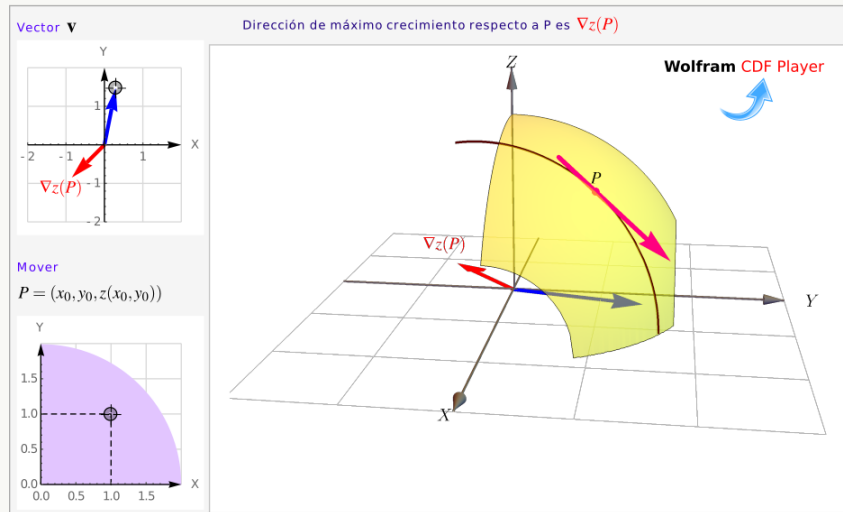 Vector v
Dirección de máximo crecimiento respecto a P es ∇z(P)
Wolfram CDF Player
Y
1
-2 -1 1 X
∇z(P) -1
-2
Z
P
∇z(P)
Y
X
Mover
P = (x₀, y₀, z(x₀, y₀))
Y
1.5
1.0
0.5
0.0 X
0.0 0.5 1.0 1.5